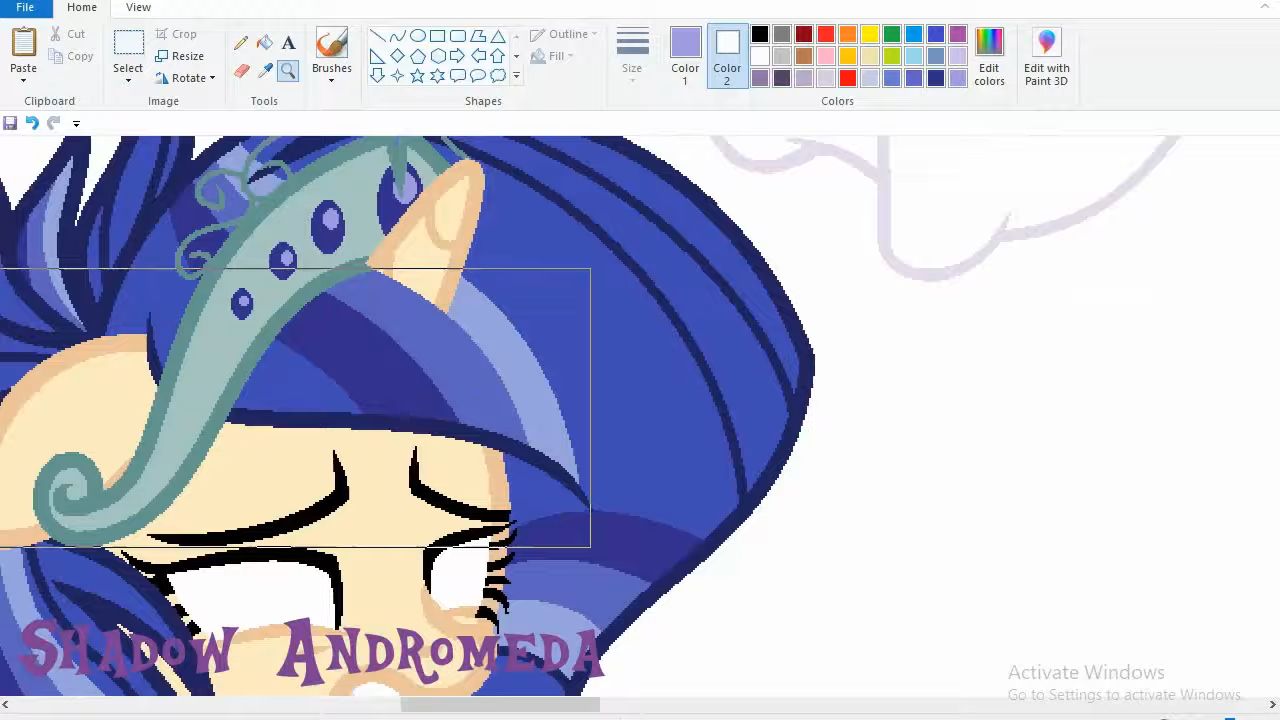 File Home View
Paste Cut Copy
Clipboard
Select Crop Resize Rotate
Image
A
Tools
Brushes
Shapes
Outline Fill
Size
Color 1
Color 2
Edit colors
Colors
Edit with Paint 3D
Shadow Andromeda
Activate Windows
Go to Settings to activate Windows.